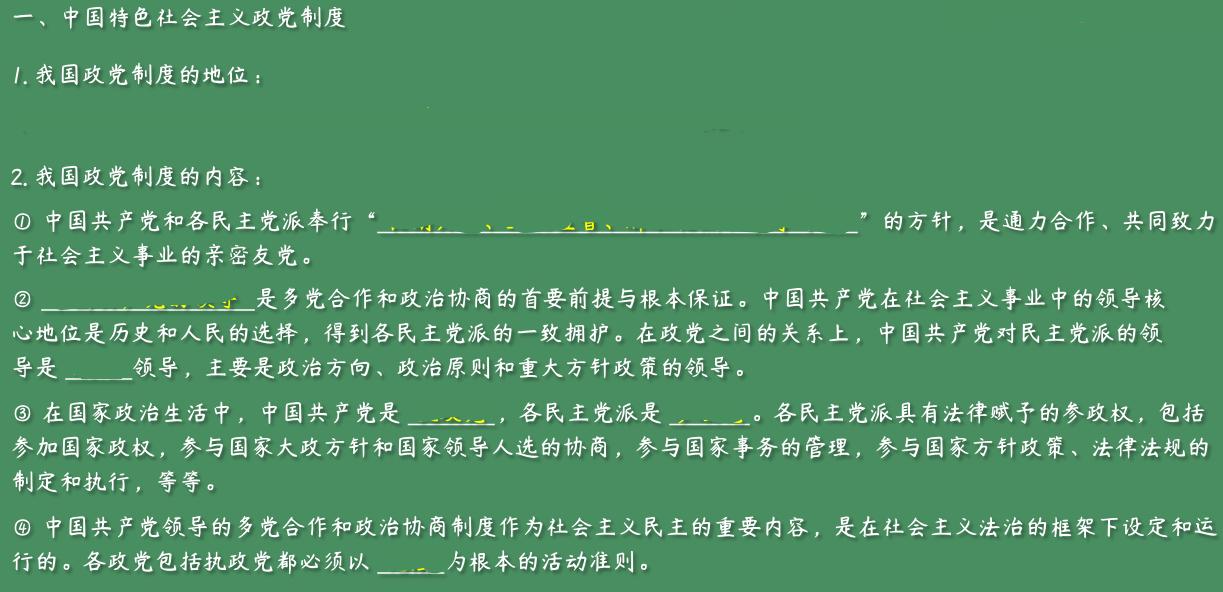 一、中国特色社会主义政党制度
1. 我国政党制度的地位：
2. 我国政党制度的内容：
① 中国共产党和各民主党派奉行“”的方针，是通力合作、共同致力
于社会主义事业的亲密友党。
② 是多党合作和政治协商的首要前提与根本保证。中国共产党在社会主义事业中的领导核
心地位是历史和人民的选择，得到各民主党派的一致拥护。在政党之间的关系上，中国共产党对民主党派的领
导是 领导，主要是政治方向、政治原则和重大方针政策的领导。
③ 在国家政治生活中，中国共产党是 ，各民主党派是 。各民主党派具有法律赋予的参政权，包括
参加国家政权，参与国家大政方针和国家领导人选的协商，参与国家事务的管理，参与国家方针政策、法律法规的
制定和执行，等等。
④ 中国共产党领导的多党合作和政治协商制度作为社会主义民主的重要内容，是在社会主义法治的框架下设定和运
行的。各政党包括执政党都必须以 为根本的活动准则。